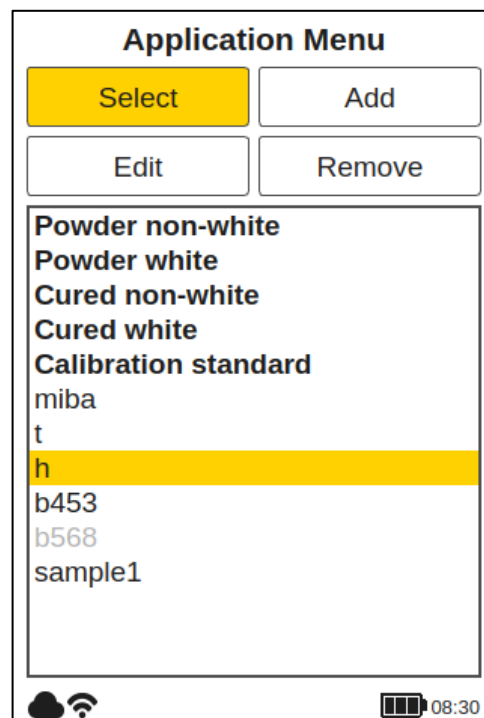 Application Menu
Select Add
Edit Remove
Powder non-white
Powder white
Cured non-white
Cured white
Calibration standard
miba
t
h
b453
b568
sample1
08:30